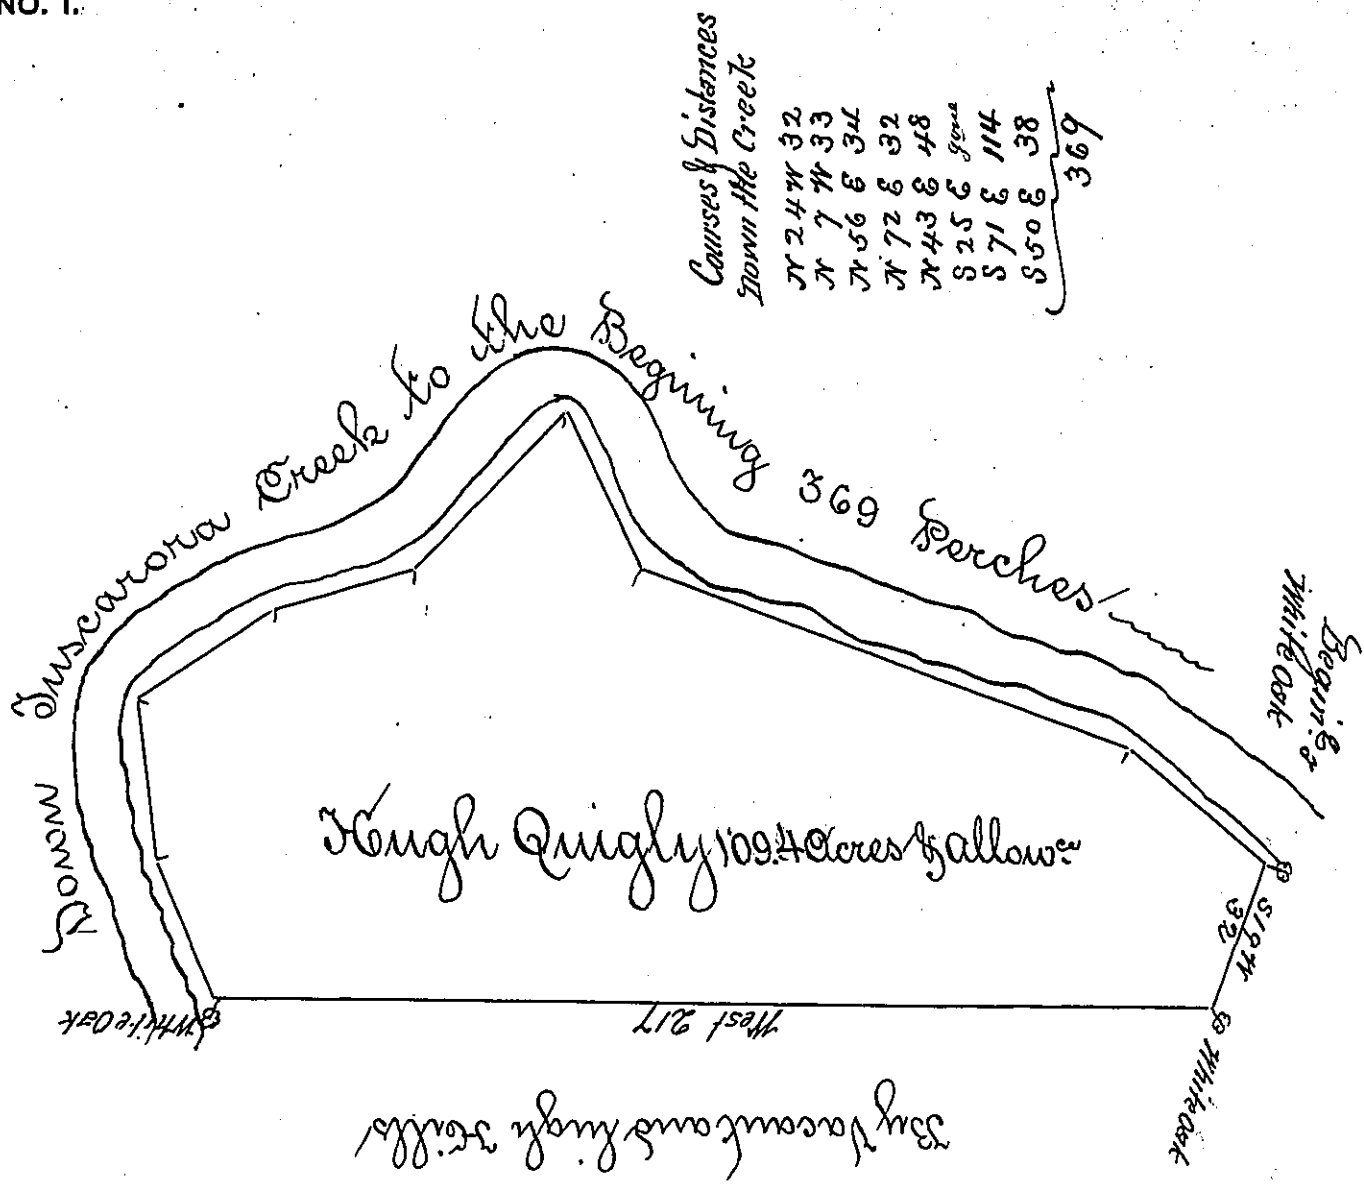 NO. 1.
Courses & Distances
Down the Creek
N 24 W 32
N 7 W 33
N 56 E 34
N 72 E 32
N 43 E 48
S 25 E
S 71 E 114
S 50 E 38
369
Down Tuscarora Creek to the Begining 369 Perches
Begin.g
White Oak
Hugh Quigly 109.4 Acres & allowce
S 19 W
32
White Oak
West 217
White Oak
By Vacant and high Hills